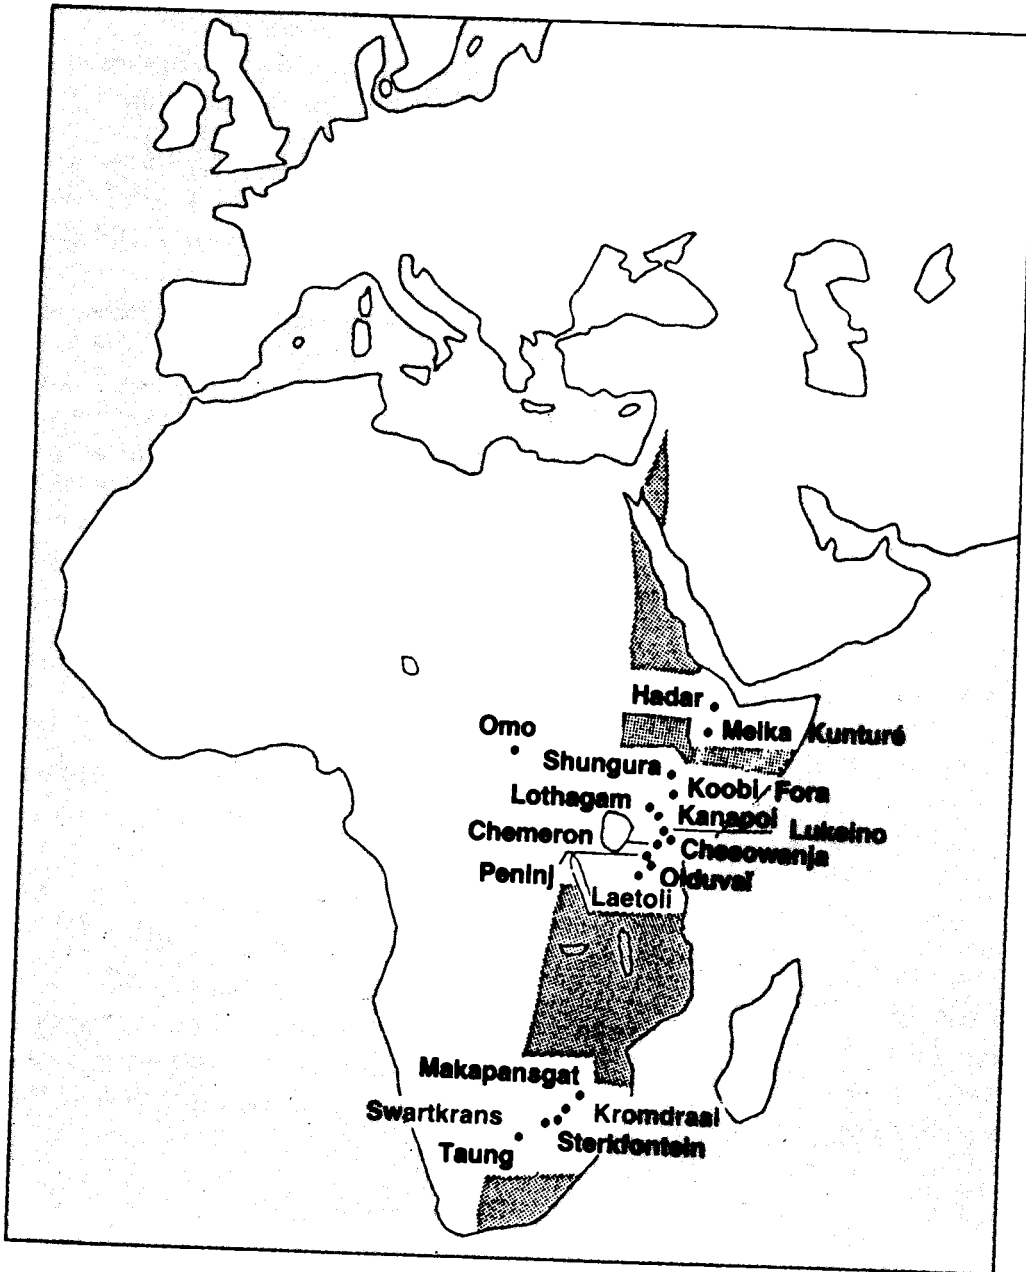 Hadar
Melka Kunturé
Omo
Shungura
Koobi Fora
Lothagam
Kanapoi
Lukeino
Chemeron
Chesowanja
Peninj
Olduvaï
Laetoli
Makapansgat
Swartkrans
Kromdraai
Sterkfontein
Taung